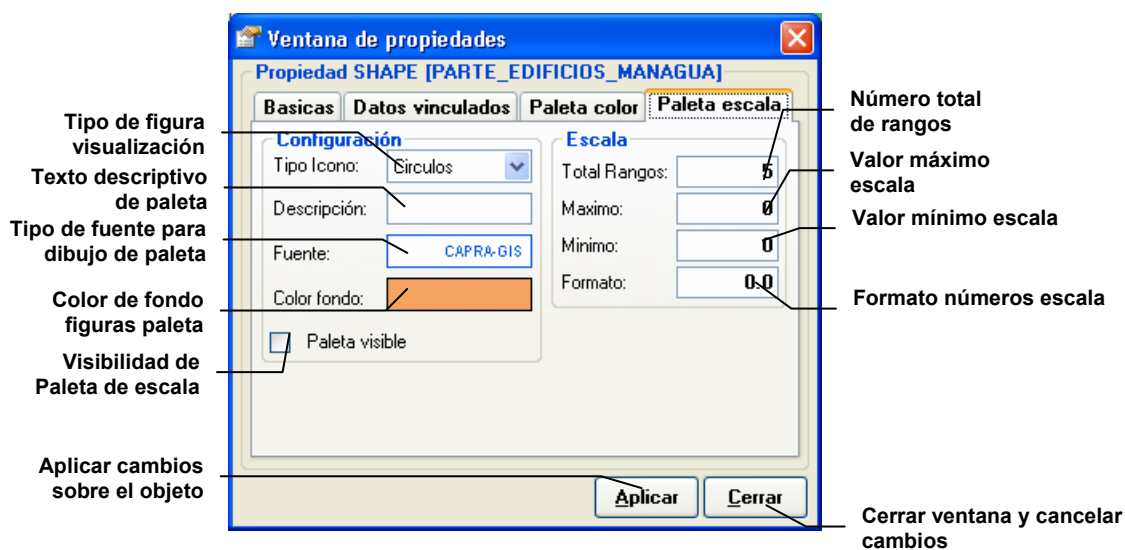 Ventana de propiedades
Propiedad SHAPE [PARTE_EDIFICIOS_MANAGUA]
Basicas Datos vinculados Paleta color Paleta escala
Configuración
Tipo Icono: Circulos
Descripción:
Fuente: CAPRA-GIS
Color fondo:
Paleta visible
Escala
Total Rangos: 5
Maximo: 0
Minimo: 0
Formato: 0.0
Aplicar Cerrar
Tipo de figura
visualización
Texto descriptivo
de paleta
Tipo de fuente para
dibujo de paleta
Color de fondo
figuras paleta
Visibilidad de
Paleta de escala
Aplicar cambios
sobre el objeto
Número total
de rangos
Valor máximo
escala
Valor mínimo escala
Formato números escala
Cerrar ventana y cancelar
cambios